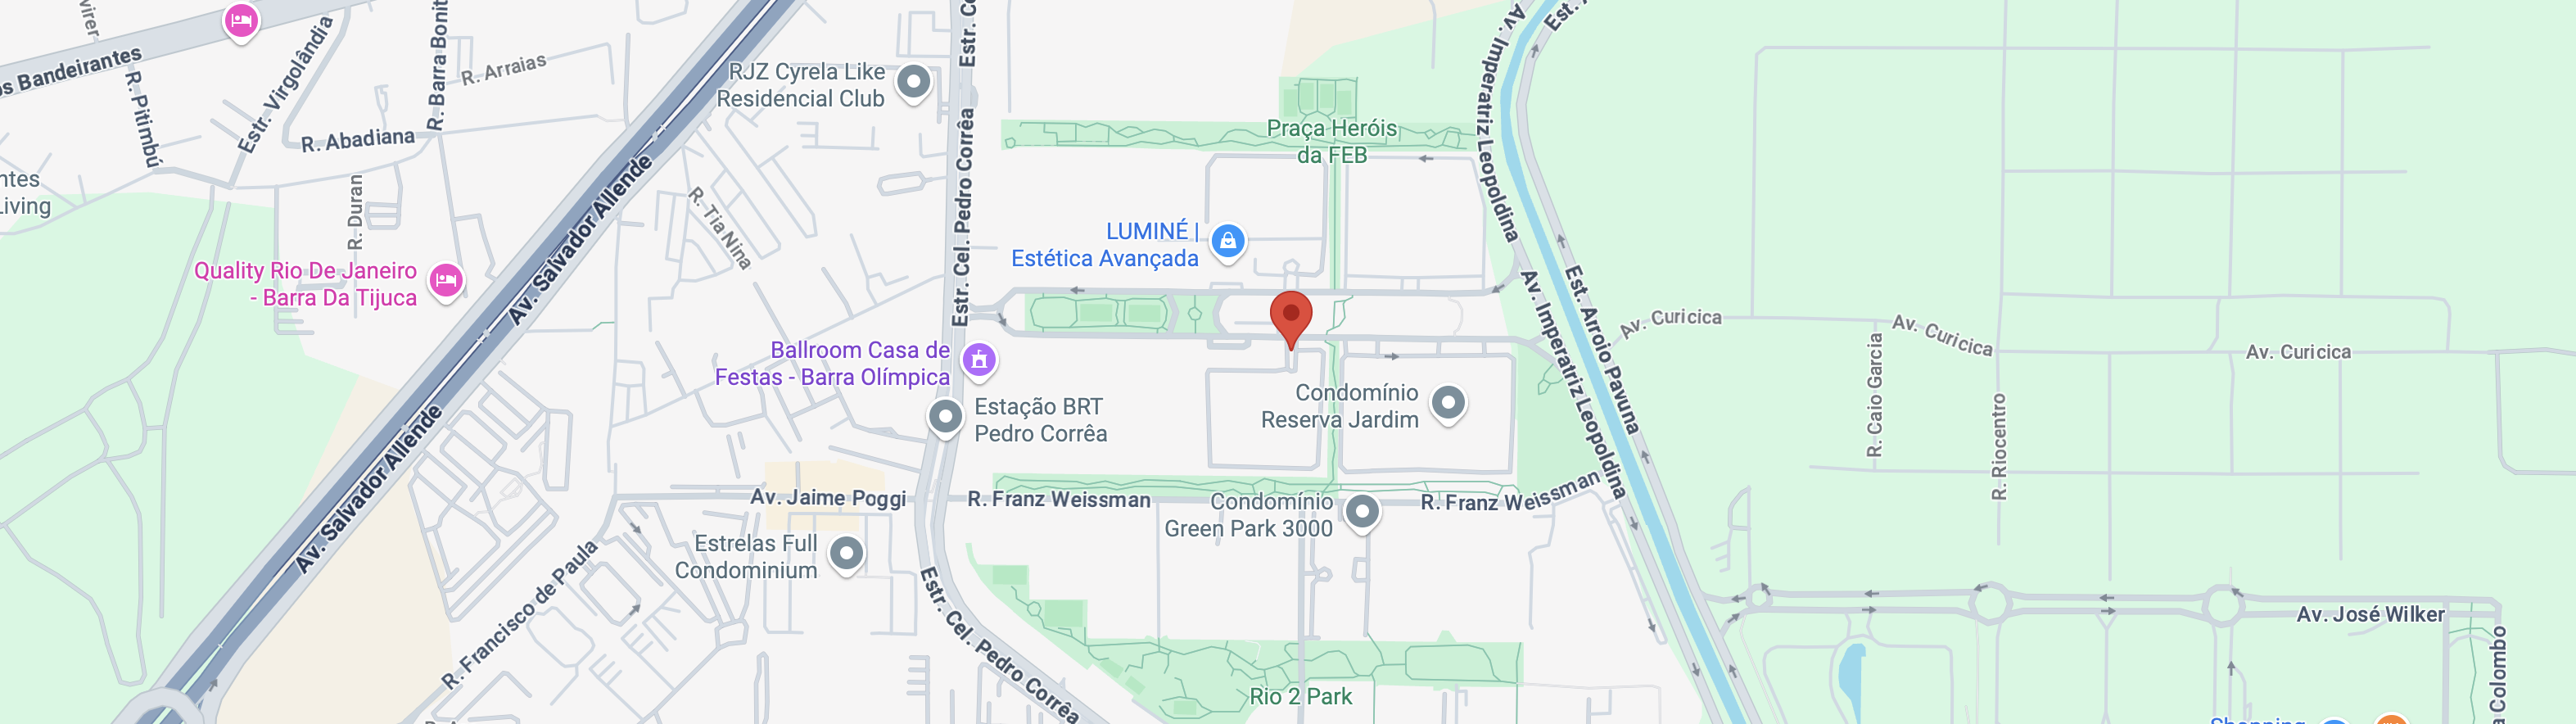 Estr. Virgolândia
os Bandeirantes
R. Pitimbú
R. Abadiana
R. Barra Bonit
R. Arraias
RJZ Cyrela Like
Residencial Club
Estr. Cel. Pedro Corrêa
Praça Heróis
da FEB
Av. Imperatriz Leopoldina
Est.
ntes
Living
R. Duran
Av. Salvador Allende
R. Tia Nina
LUMINÉ |
Estética Avançada
Quality Rio De Janeiro
- Barra Da Tijuca
Av. Imperatriz Leopoldina
Est. Arroio Pavuna
Av. Curicica
Av. Curicica
Av. Curicica
R. Caio Garcia
R. Riocentro
Ballroom Casa de
Festas - Barra Olímpica
Estação BRT
Pedro Corrêa
Condomínio
Reserva Jardim
Av. Salvador Allende
Av. Jaime Poggi
R. Franz Weissman
Condomínio
Green Park 3000
R. Franz Weissman
Estrelas Full
Condominium
R. Francisco de Paula
Estr. Cel. Pedro Corrêa
Rio 2 Park
Av. José Wilker
a Colombo
Shopping